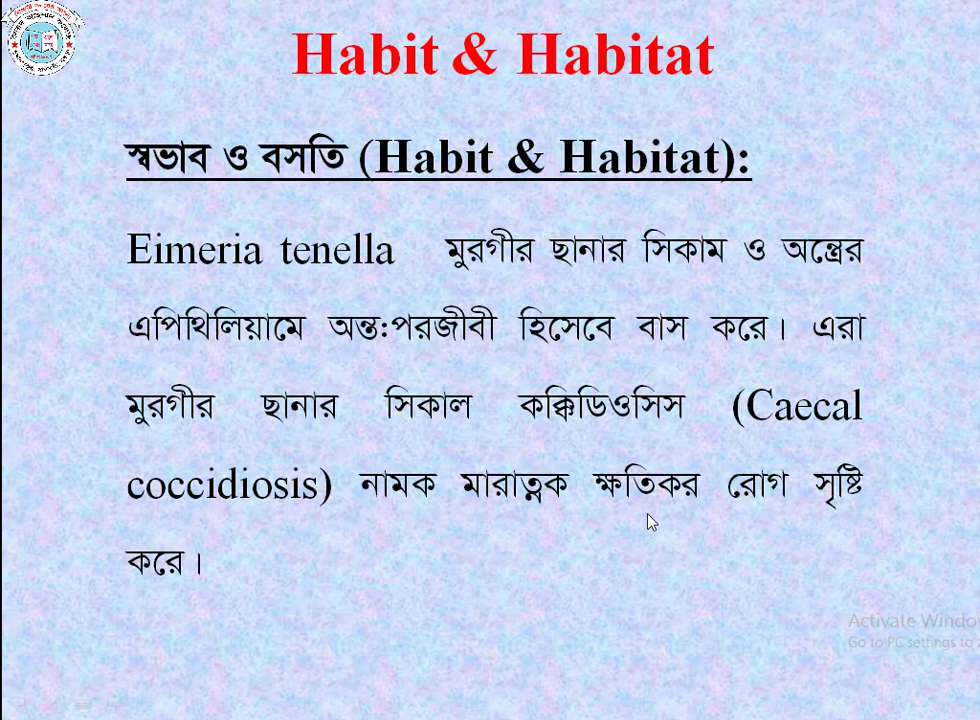 Habit & Habitat
স্বভাব ও বসতি (Habit & Habitat):
Eimeria tenella মুরগীর ছানার সিকাম ও অন্ত্রের
এপিথিলিয়ামে অন্ত:পরজীবী হিসেবে বাস করে। এরা
মুরগীর ছানার সিকাল কক্কিডিওসিস (Caecal
coccidiosis) নামক মারাত্নক ক্ষতিকর রোগ সৃষ্টি
করে।
Activate Windo
Go to PC settings to